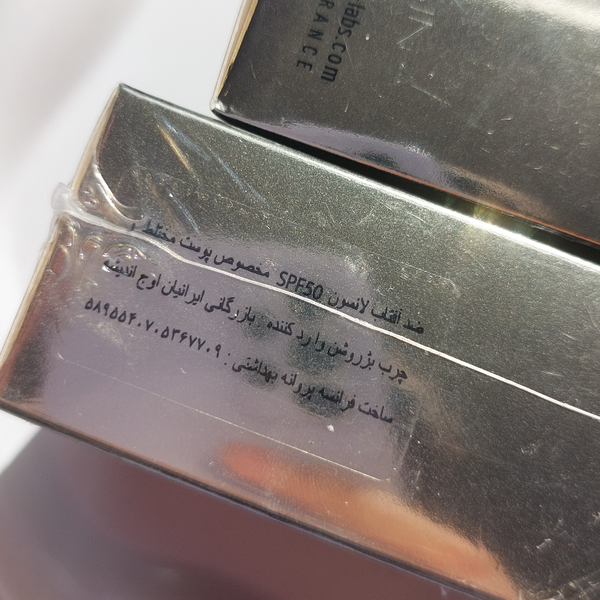 labs.com
RANCE
ضد آفتاب لانسون SPF50 مخصوص پوست مختلط و
چرب بژروشن وارد کننده : بازرگانی ایرانیان اوج اندیشه
ساخت فرانسه پروانه بهداشتی : ۵۸۹۵۵۴۰۷۰۵۳۶۷۷۰۹